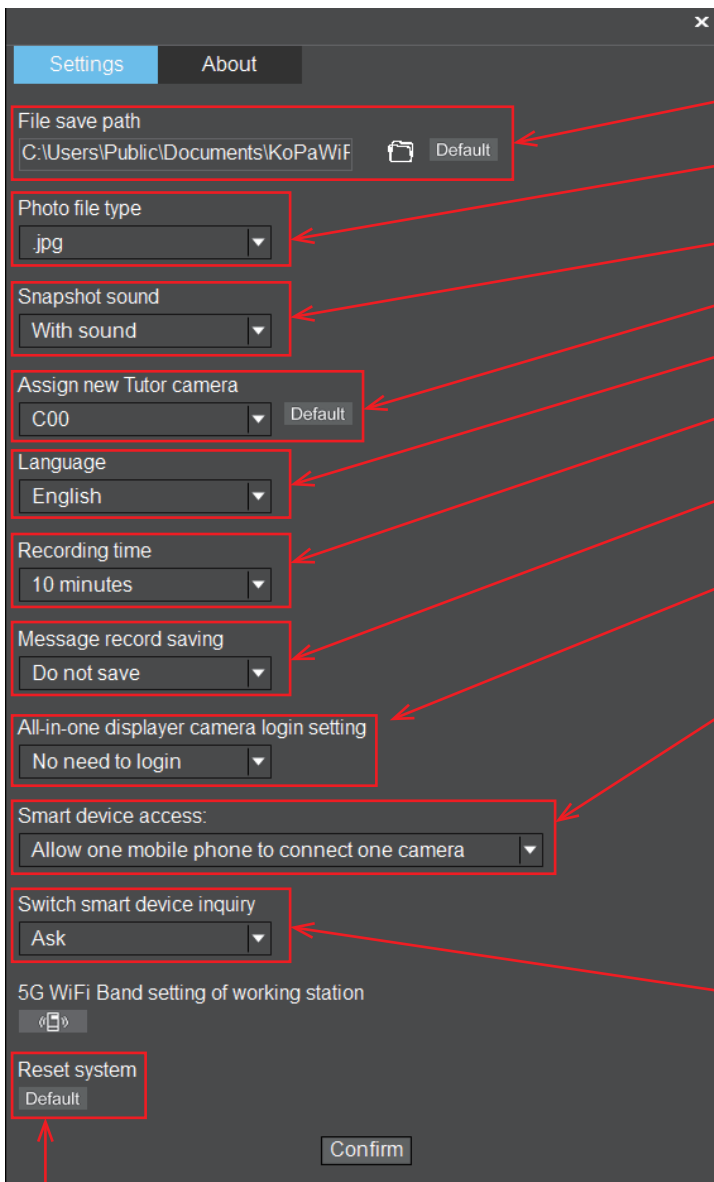 Settings About
File save path
C:\Users\Public\Documents\KoPaWiF Default
Photo file type
.jpg
Snapshot sound
With sound
Assign new Tutor camera
C00 Default
Language
English
Recording time
10 minutes
Message record saving
Do not save
All-in-one displayer camera login setting
No need to login
Smart device access:
Allow one mobile phone to connect one camera
Switch smart device inquiry
Ask
5G WiFi Band setting of working station
Reset system
Default
Confirm